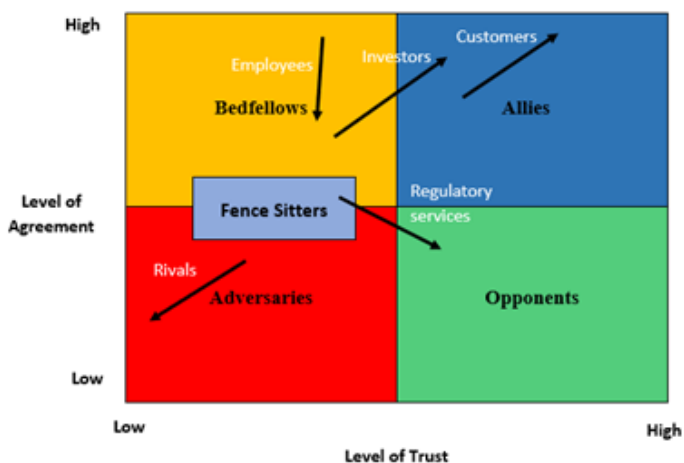 High
Customers
Investors
Employees
Bedfellows
Allies
Level of
Agreement
Fence Sitters
Regulatory
services
Rivals
Adversaries
Opponents
Low
Low
High
Level of Trust